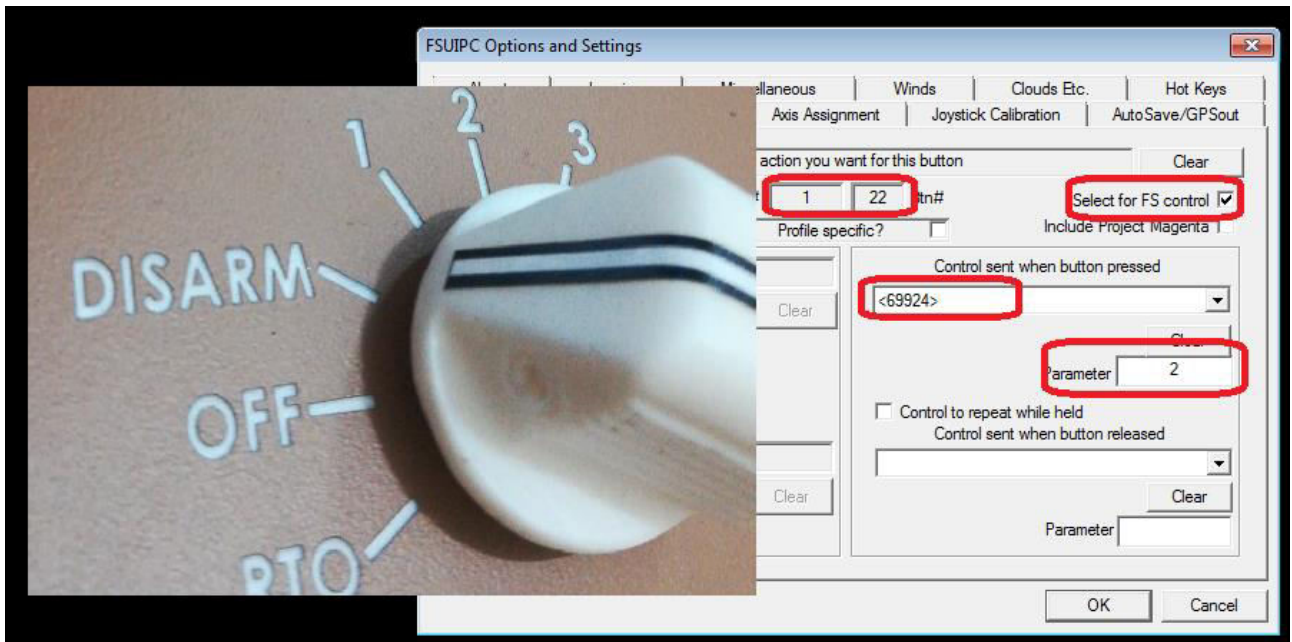 FSUIPC Options and Settings
ellaneous Winds Clouds Etc. Hot Keys
Axis Assignment Joystick Calibration AutoSave/GPSout
action you want for this button Clear
1 22 Btn# Select for FS control
Profile specific? Include Project Magenta
Control sent when button pressed
<69924>
Clear
Clear
Parameter 2
Control to repeat while held
Control sent when button released
Clear Clear
Parameter
OK Cancel
1 2 3
DISARM
OFF
RTO